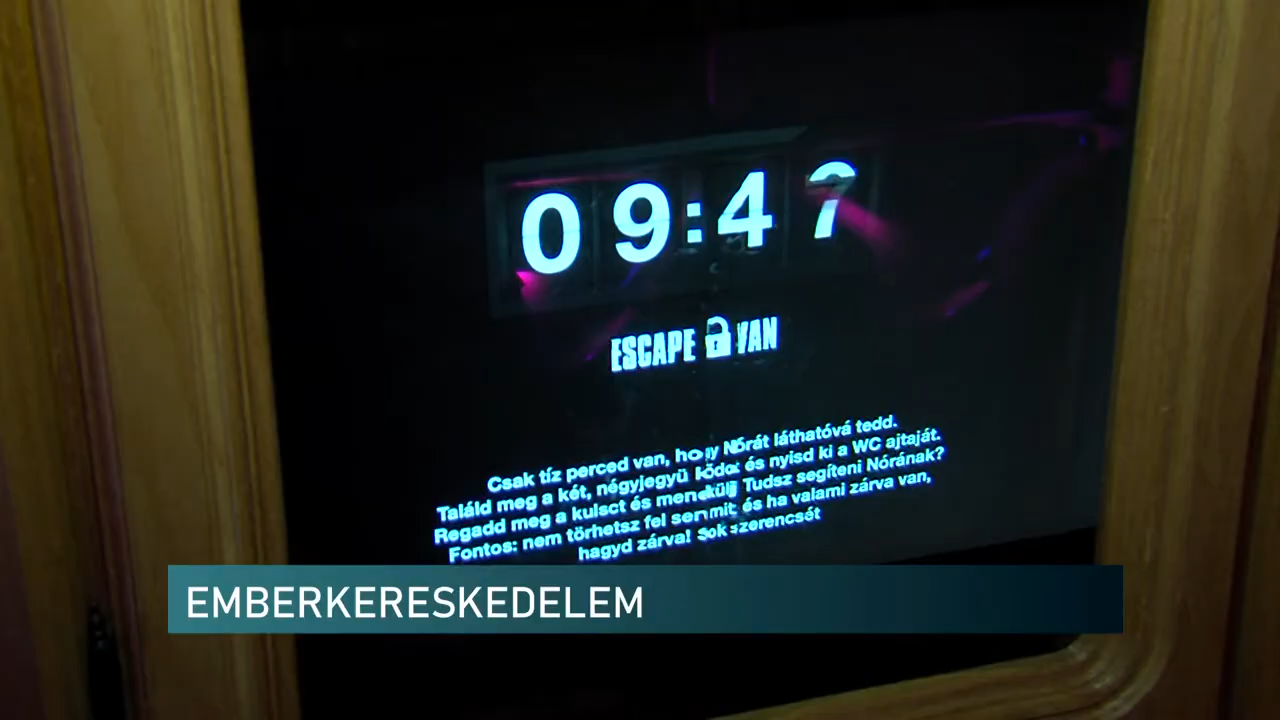 09:47
ESCAPE VAN
Csak tíz perced van, hogy Nórát láthatóvá tedd.
Találd meg a két, négyjegyü kódot és nyisd ki a WC ajtaját.
Regadd meg a kulsct és menekülj Tudsz segíteni Nórának?
Fontos: nem törhetsz fel semmit, és ha valami zárva van,
hagyd zárva! Sok szerencsét
EMBERKERESKEDELEM